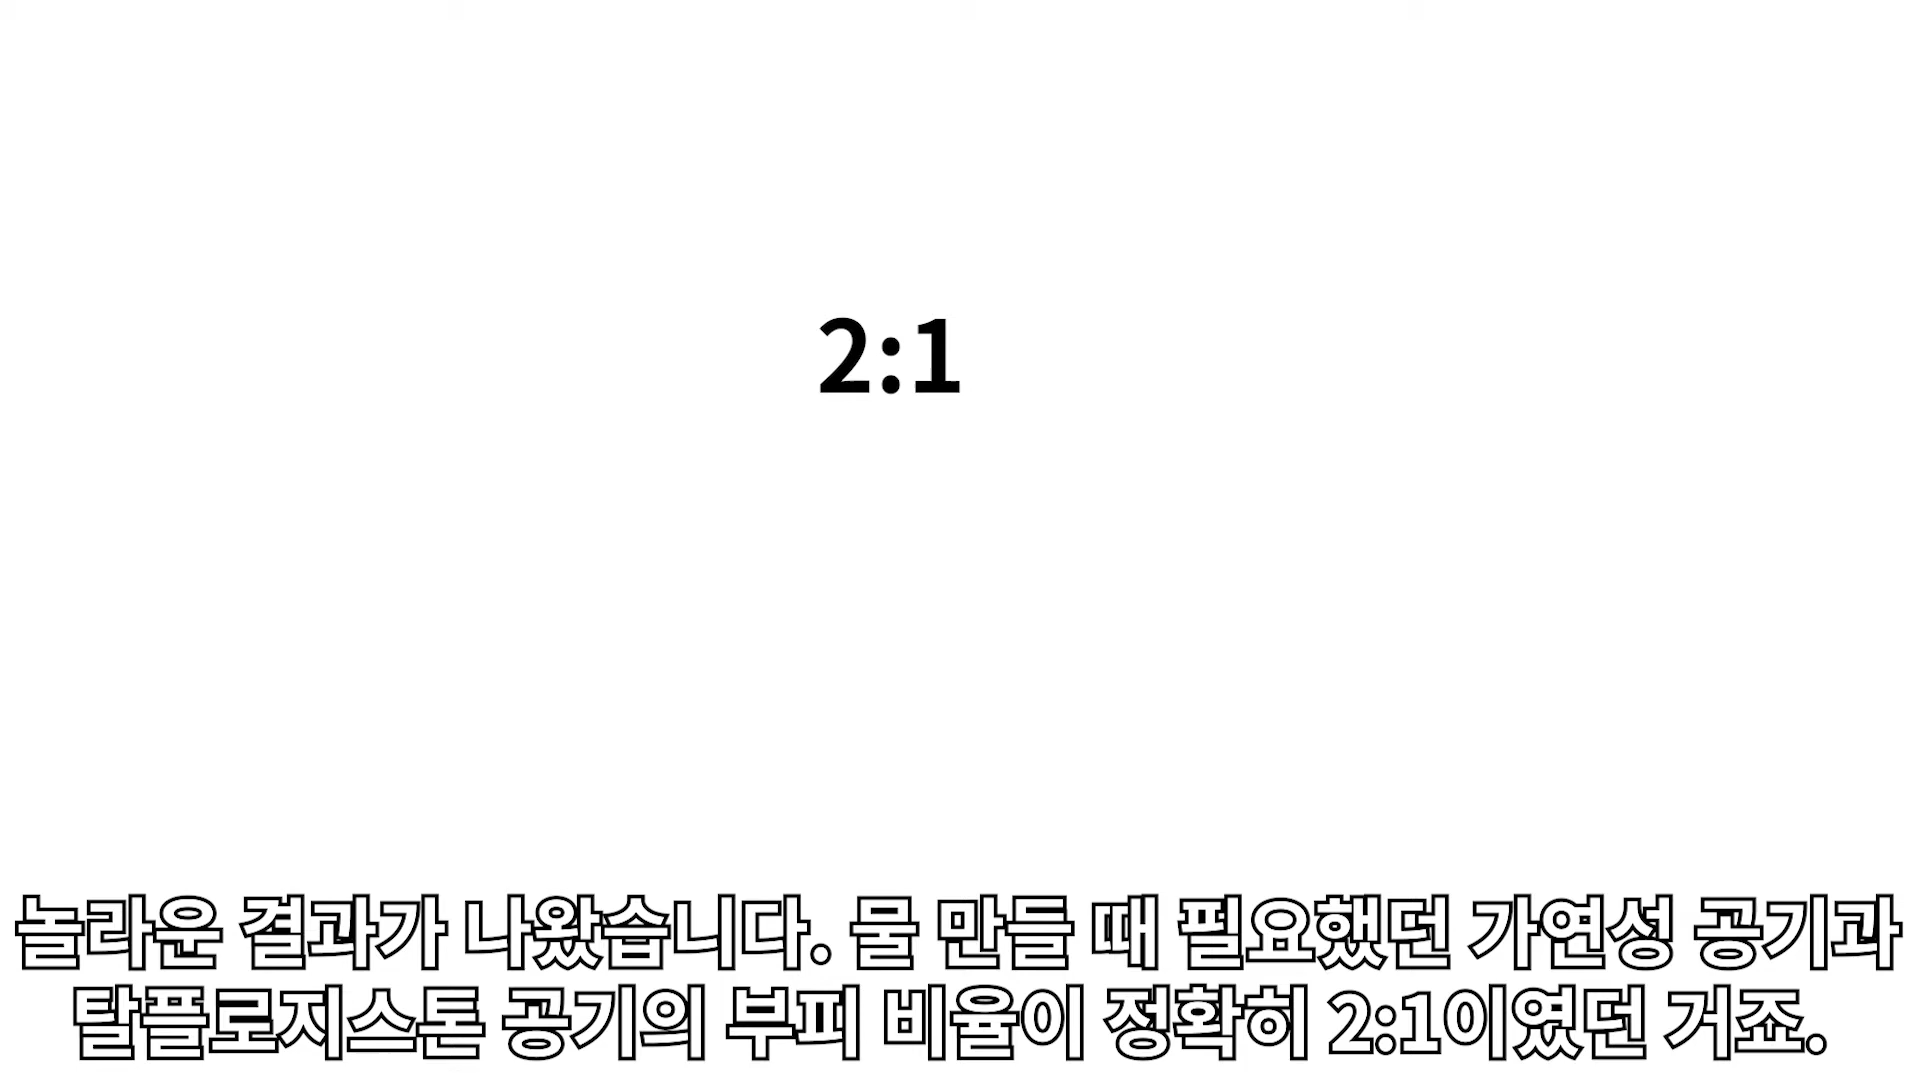 2:1
놀라운 결과가 나왔습니다. 물 만들 때 필요했던 가연성 공기과
탈플로지스톤 공기의 부피 비율이 정확히 2:1이였던 거죠.